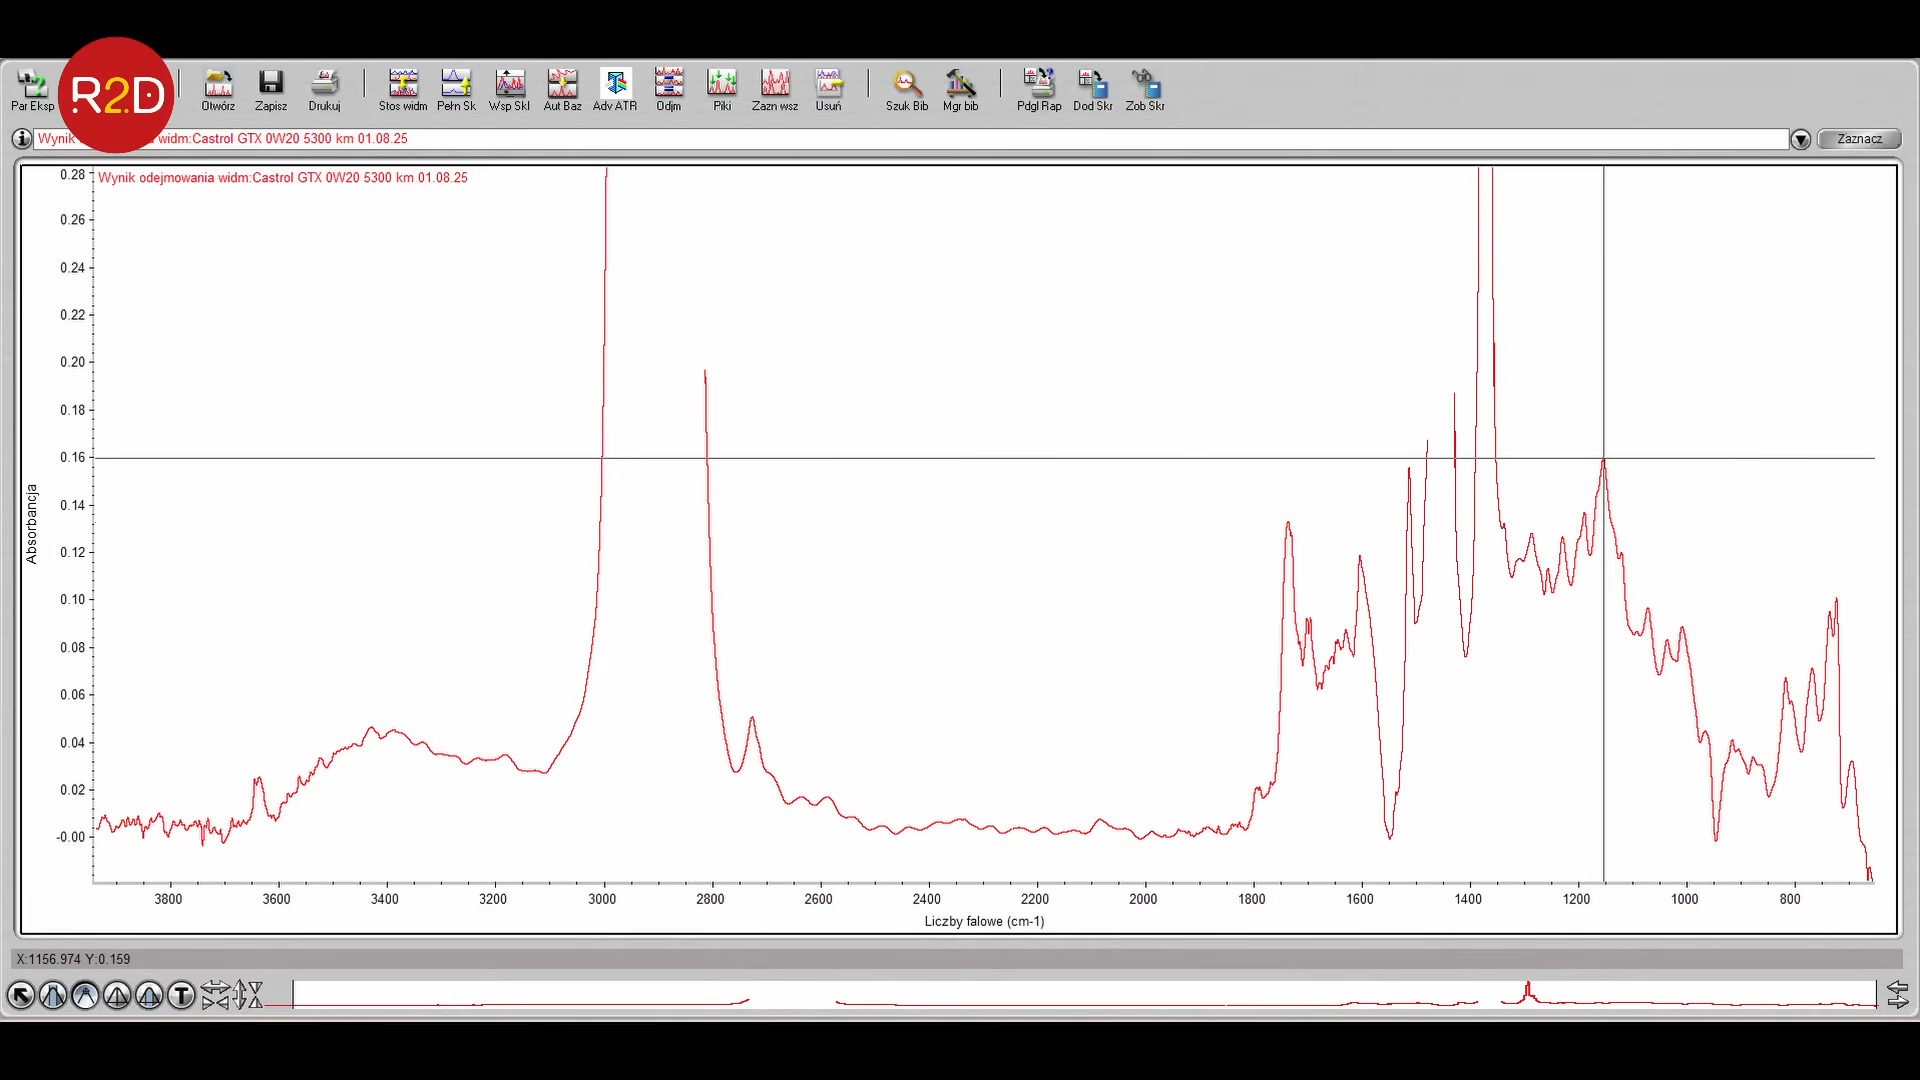 R2D
Par Eksp Otwórz Zapisz Drukuj Stos widm Pełn Sk Wsp Skl Aut Baz Adv ATR Odjm Piki Zazn wsz Usuń Szuk Bib Mgr bib Pdgl Rap Dod Skr Zob Skr
Wynik widm:Castrol GTX 0W20 5300 km 01.08.25 Zaznacz
Wynik odejmowania widm:Castrol GTX 0W20 5300 km 01.08.25
0.28
0.26
0.24
0.22
0.20
0.18
0.16
0.14
0.12
0.10
0.08
0.06
0.04
0.02
-0.00
Absorbancja
3800 3600 3400 3200 3000 2800 2600 2400 2200 2000 1800 1600 1400 1200 1000 800
Liczby falowe (cm-1)
X:1156.974 Y:0.159
T